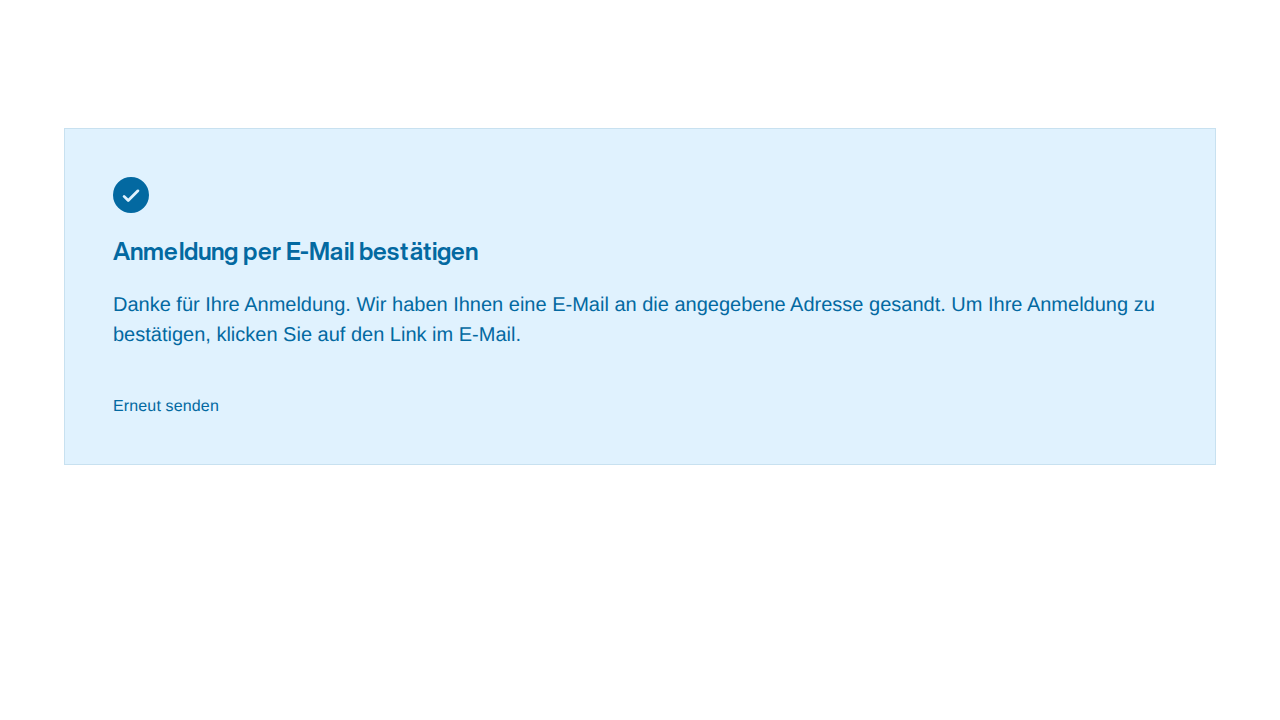 Anmeldung per E-Mail bestätigen
Danke für Ihre Anmeldung. Wir haben Ihnen eine E-Mail an die angegebene Adresse gesandt. Um Ihre Anmeldung zu
bestätigen, klicken Sie auf den Link im E-Mail.
Erneut senden